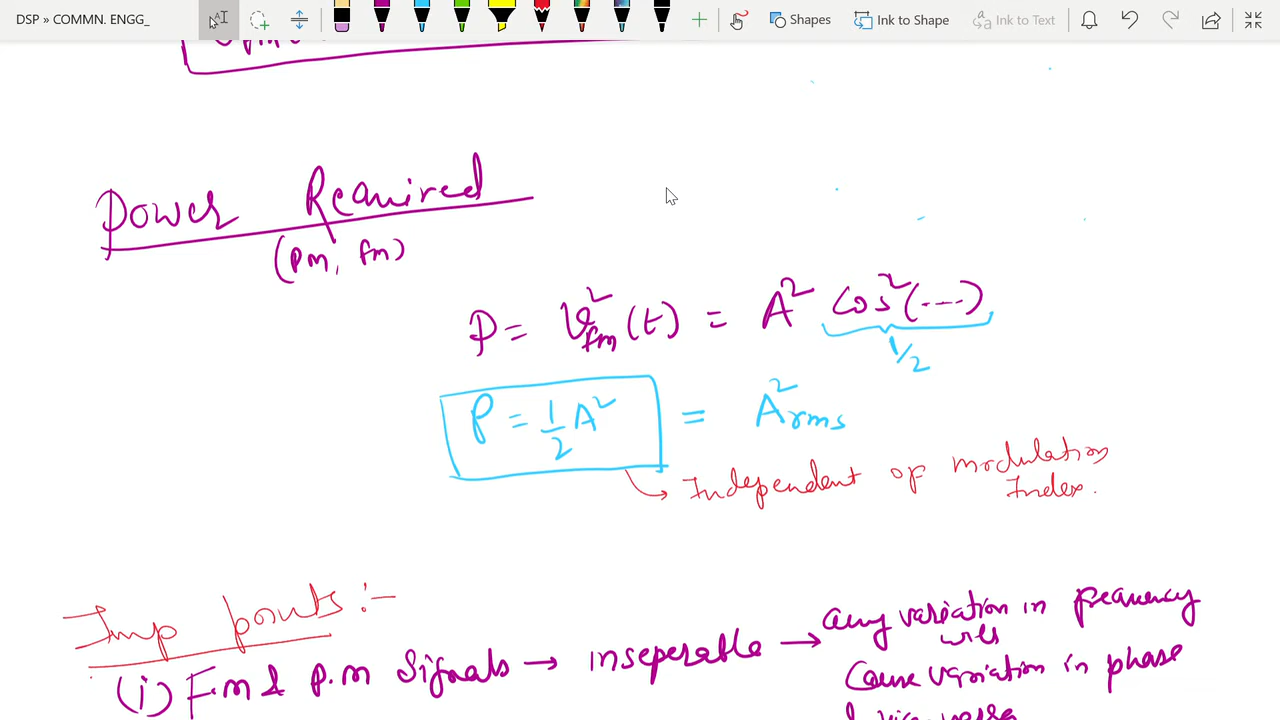 DSP » COMMN. ENGG_
Shapes
Ink to Shape
Ink to Text
Power Required
(pm, fm)
P = v²fm (t) = A² Cos² (---)
1/2
P = 1/2 A² = A²rms
Independent of modulation
Index.
Imp points :-
(i) F.m & P.m Signals → inseperable → any variation in frequency
will
Cause variation in phase
& vice versa